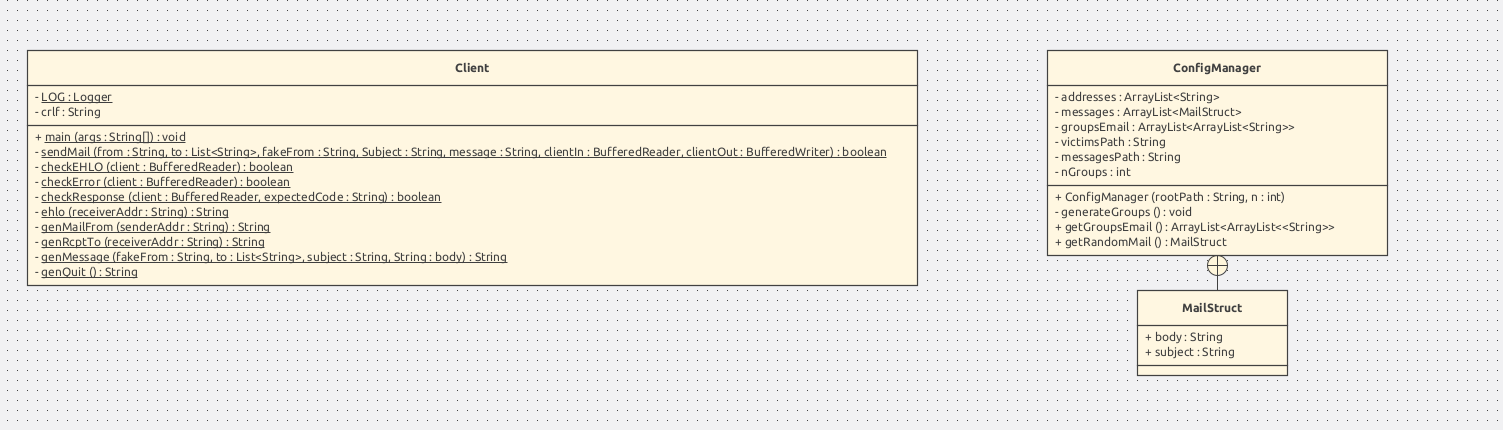 Client
- LOG : Logger
- crlf : String
+ main (args : String[]) : void
- sendMail (from : String, to : List<String>, fakeFrom : String, Subject : String, message : String, clientIn : BufferedReader, clientOut : BufferedWriter) : boolean
- checkEHLO (client : BufferedReader) : boolean
- checkError (client : BufferedReader) : boolean
- checkResponse (client : BufferedReader, expectedCode : String) : boolean
- ehlo (receiverAddr : String) : String
- genMailFrom (senderAddr : String) : String
- genRcptTo (receiverAddr : String) : String
- genMessage (fakeFrom : String, to : List<String>, subject : String, String : body) : String
- genQuit () : String
ConfigManager
- addresses : ArrayList<String>
- messages : ArrayList<MailStruct>
- groupsEmail : ArrayList<ArrayList<String>>
- victimsPath : String
- messagesPath : String
- nGroups : int
+ ConfigManager (rootPath : String, n : int)
- generateGroups () : void
+ getGroupsEmail () : ArrayList<ArrayList<<String>>
+ getRandomMail () : MailStruct
MailStruct
+ body : String
+ subject : String